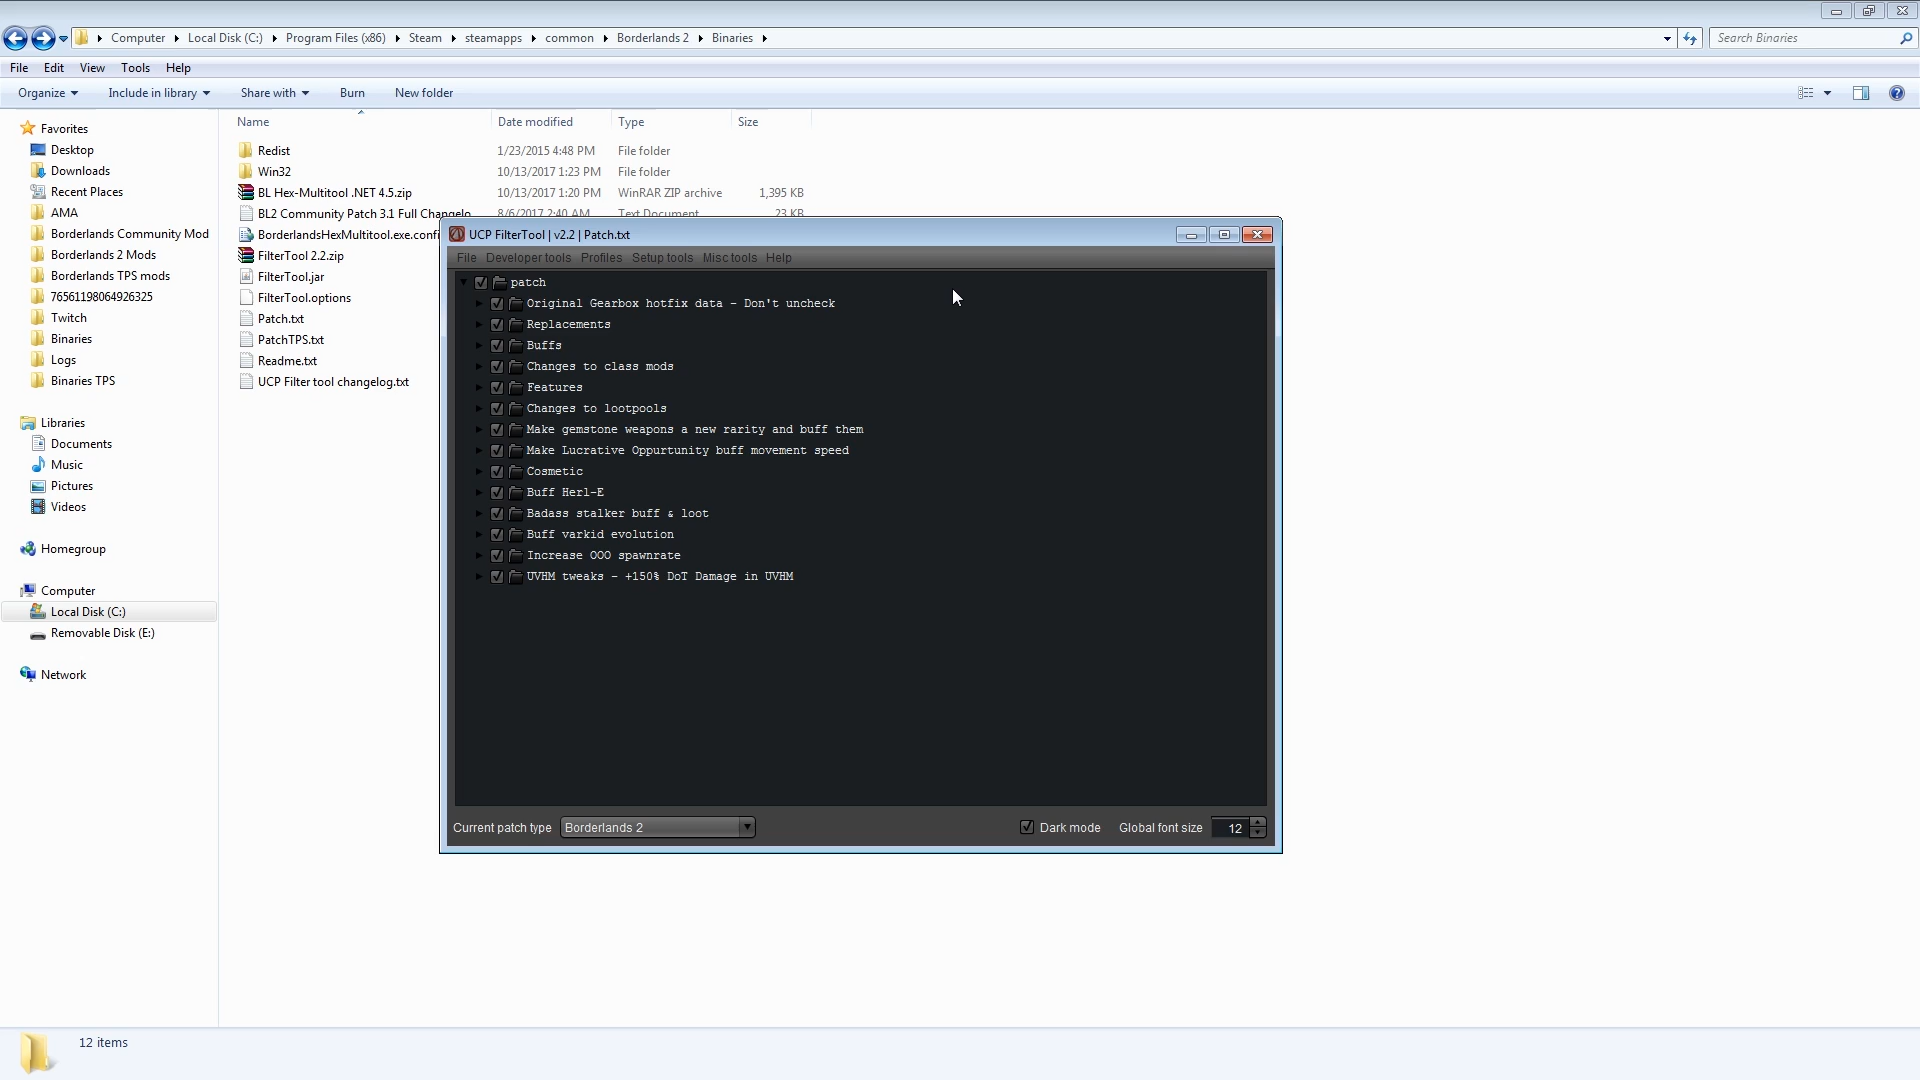 Computer Local Disk (C:) Program Files (x86) Steam steamapps common Borderlands 2 Binaries Search Binaries
File Edit View Tools Help
Organize Include in library Share with Burn New folder
Name Date modified Type Size
Favorites
Desktop
Downloads
Recent Places
AMA
Borderlands Community Mod
Borderlands 2 Mods
Borderlands TPS mods
76561198064926325
Twitch
Binaries
Logs
Binaries TPS
Libraries
Documents
Music
Pictures
Videos
Homegroup
Computer
Local Disk (C:)
Removable Disk (E:)
Network
Redist 1/23/2015 4:48 PM File folder
Win32 10/13/2017 1:23 PM File folder
BL Hex-Multitool .NET 4.5.zip 10/13/2017 1:20 PM WinRAR ZIP archive 1,395 KB
BL2 Community Patch 3.1 Full Changelo 8/6/2017 2:40 AM Text Document 23 KB
BorderlandsHexMultitool.exe.confi
FilterTool 2.2.zip
FilterTool.jar
FilterTool.options
Patch.txt
PatchTPS.txt
Readme.txt
UCP Filter tool changelog.txt
UCP FilterTool | v2.2 | Patch.txt
File Developer tools Profiles Setup tools Misc tools Help
patch
Original Gearbox hotfix data - Don't uncheck
Replacements
Buffs
Changes to class mods
Features
Changes to lootpools
Make gemstone weapons a new rarity and buff them
Make Lucrative Oppurtunity buff movement speed
Cosmetic
Buff Herl-E
Badass stalker buff & loot
Buff varkid evolution
Increase OOO spawnrate
UVHM tweaks - +150% DoT Damage in UVHM
Current patch type Borderlands 2 Dark mode Global font size 12
12 items